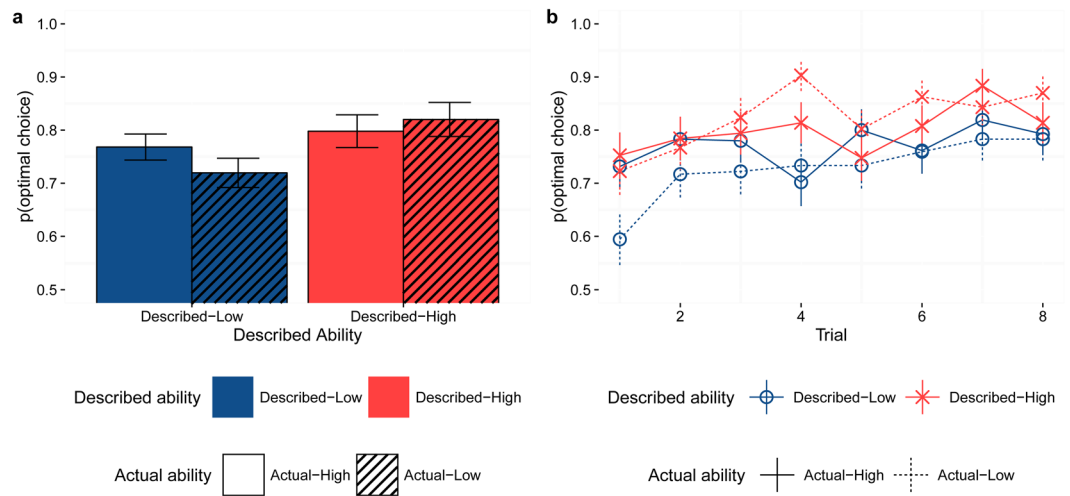 a
1.0
0.9
0.8
0.7
0.6
0.5
p(optimal choice)
Described−Low
Described−High
Described Ability
b
1.0
0.9
0.8
0.7
0.6
0.5
p(optimal choice)
2
4
6
8
Trial
Described ability
Described−Low
Described−High
Actual ability
Actual−High
Actual−Low
Described ability
Described−Low
Described−High
Actual ability
Actual−High
Actual−Low